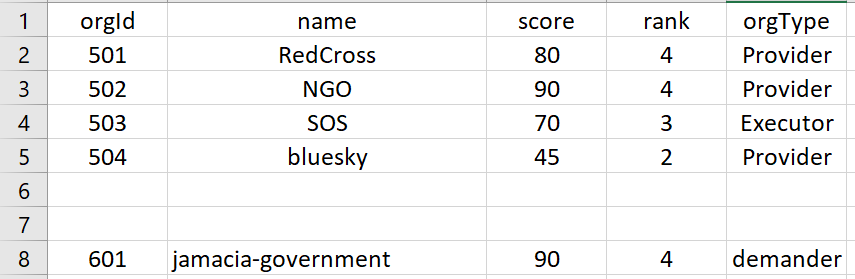 1 orgId name score rank orgType
2 501 RedCross 80 4 Provider
3 502 NGO 90 4 Provider
4 503 SOS 70 3 Executor
5 504 bluesky 45 2 Provider
6
7
8 601 jamacia-government 90 4 demander